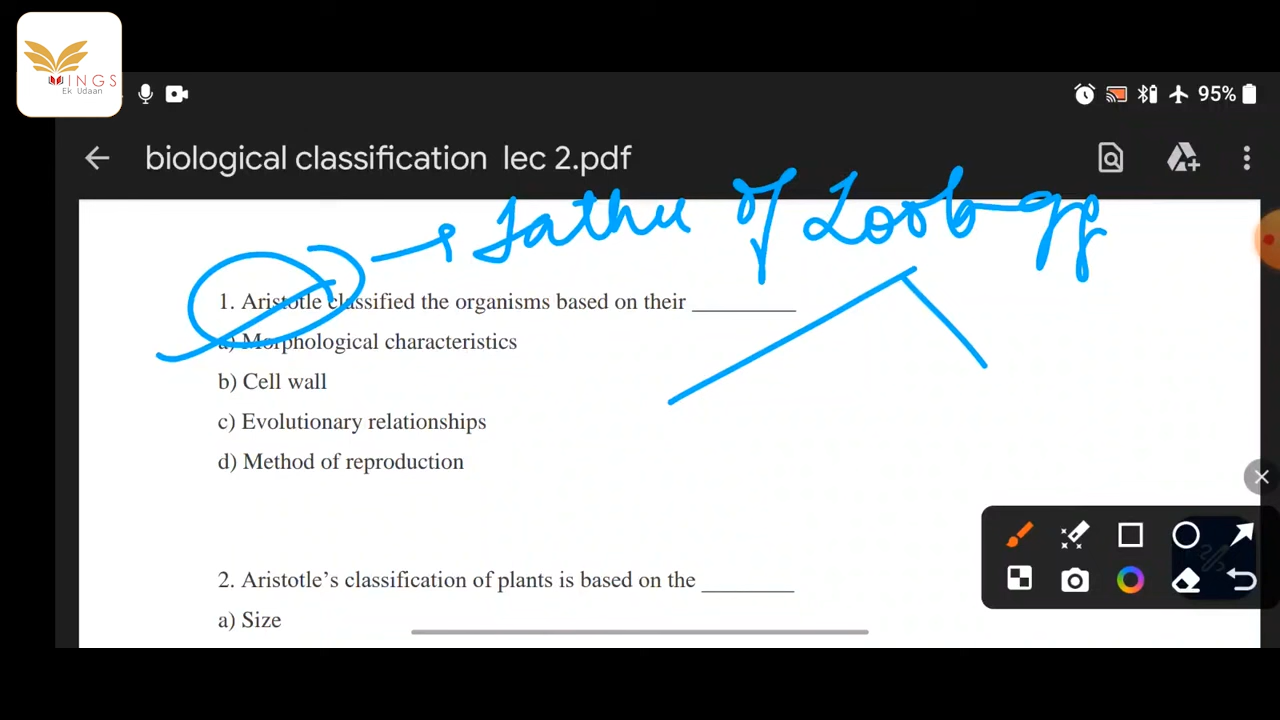 WINGS
Ek Udaan
95%
biological classification lec 2.pdf
Father of Zoology
1. Aristotle classified the organisms based on their ________
a) Morphological characteristics
b) Cell wall
c) Evolutionary relationships
d) Method of reproduction
2. Aristotle’s classification of plants is based on the ________
a) Size